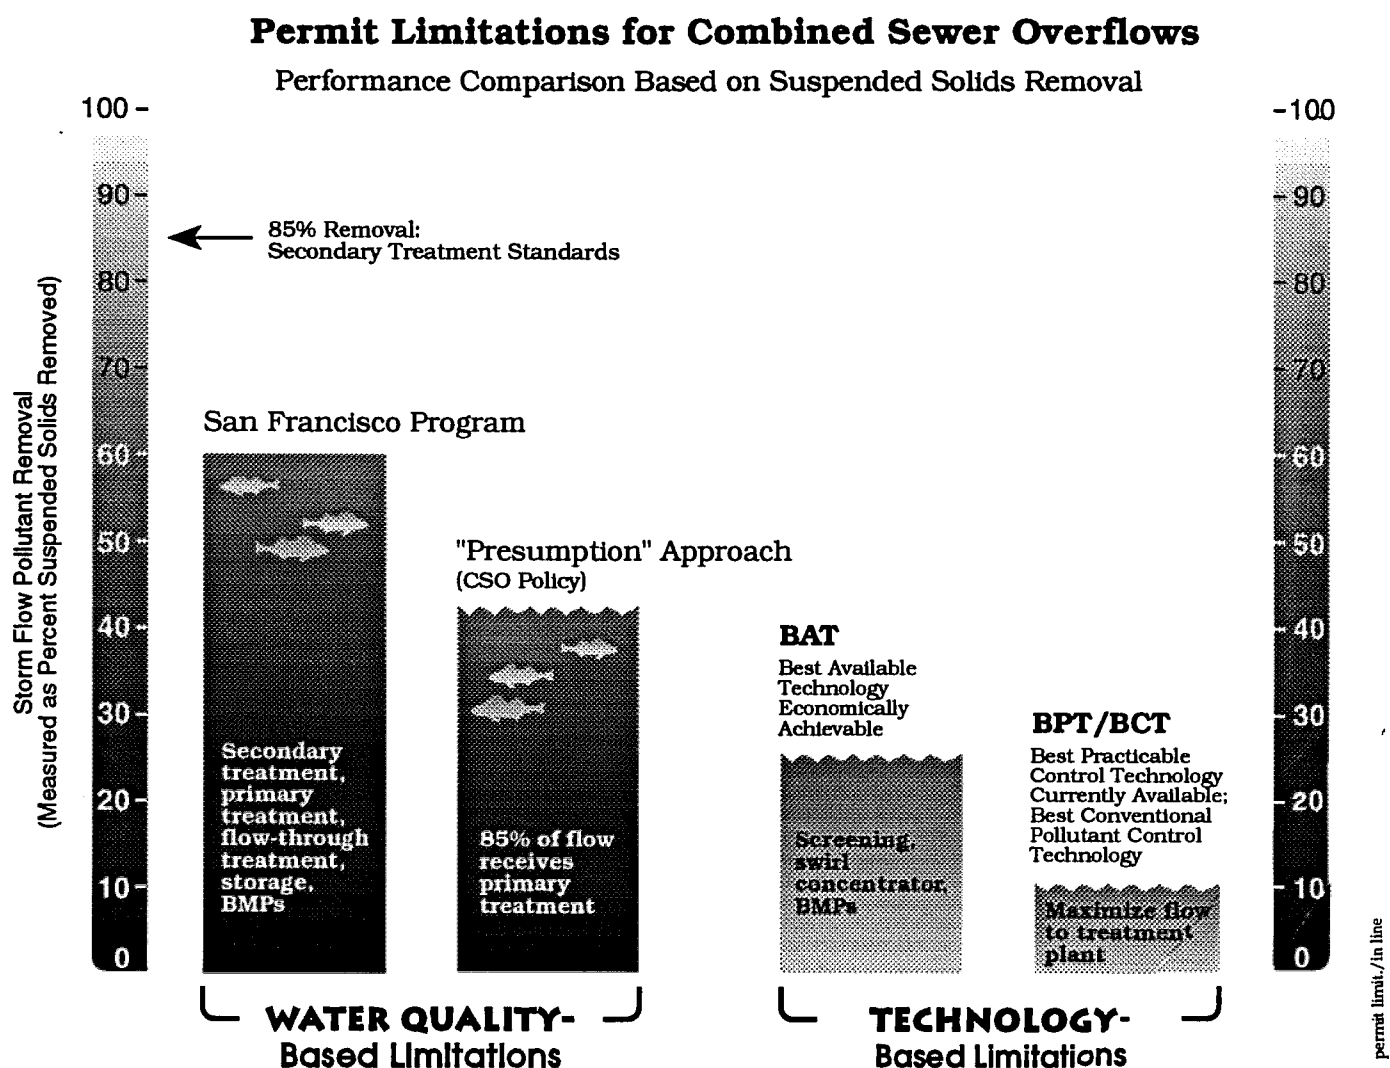 Permit Limitations for Combined Sewer Overflows
Performance Comparison Based on Suspended Solids Removal
100
90
80
70
60
50
40
30
20
10
0
Storm Flow Pollutant Removal
(Measured as Percent Suspended Solids Removed)
85% Removal:
Secondary Treatment Standards
San Francisco Program
Secondary
treatment,
primary
treatment,
flow-through
treatment,
storage,
BMPs
"Presumption" Approach
(CSO Policy)
85% of flow
receives
primary
treatment
WATER QUALITY-
Based Limitations
BAT
Best Available
Technology
Economically
Achievable
Screening,
swirl
concentrator,
BMPs
BPT/BCT
Best Practicable
Control Technology
Currently Available;
Best Conventional
Pollutant Control
Technology
Maximize flow
to treatment
plant
TECHNOLOGY-
Based Limitations
100
90
80
70
60
50
40
30
20
10
0
permit limit./in line